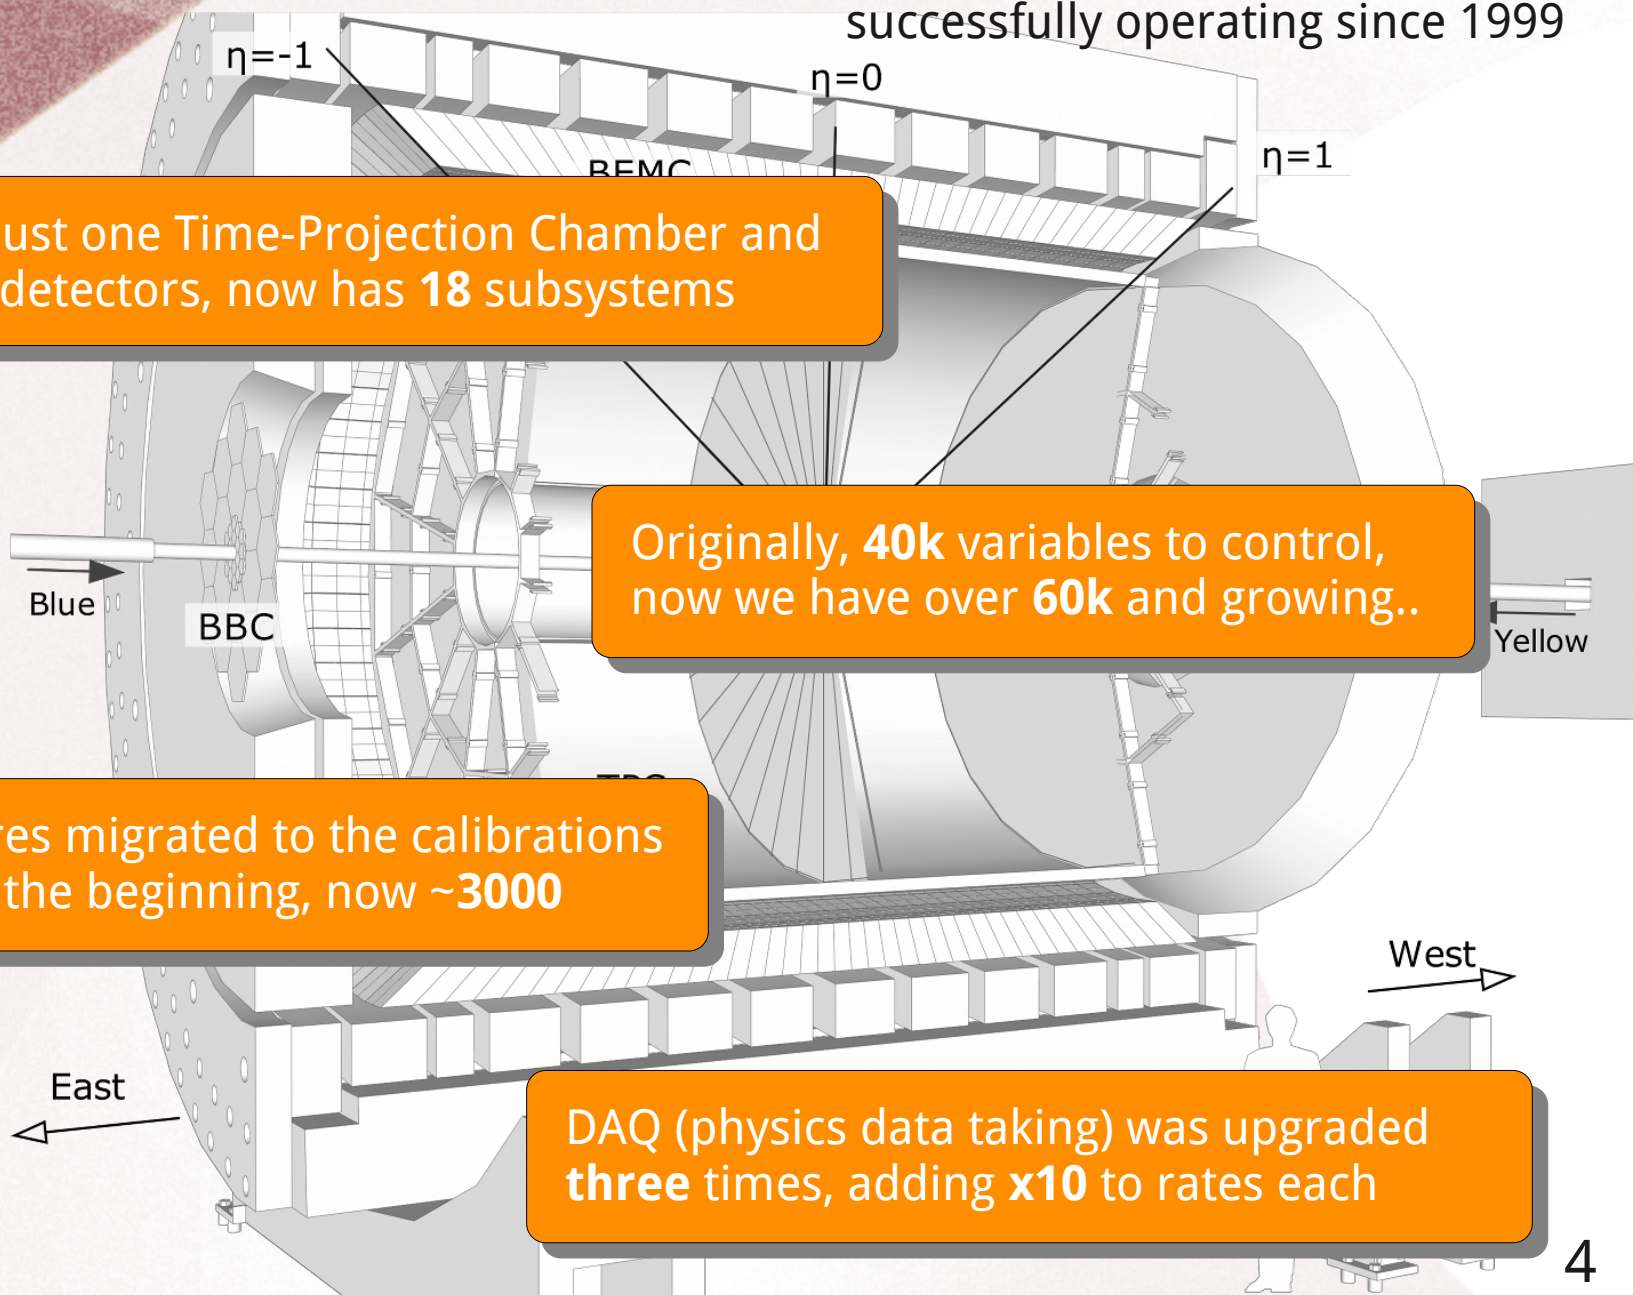 successfully operating since 1999
η=-1
η=0
η=1
BEMC
ust one Time-Projection Chamber and
detectors, now has 18 subsystems
Originally, 40k variables to control,
now we have over 60k and growing..
Blue
BBC
Yellow
TPC
res migrated to the calibrations
the beginning, now ~3000
West
East
DAQ (physics data taking) was upgraded
three times, adding x10 to rates each
4